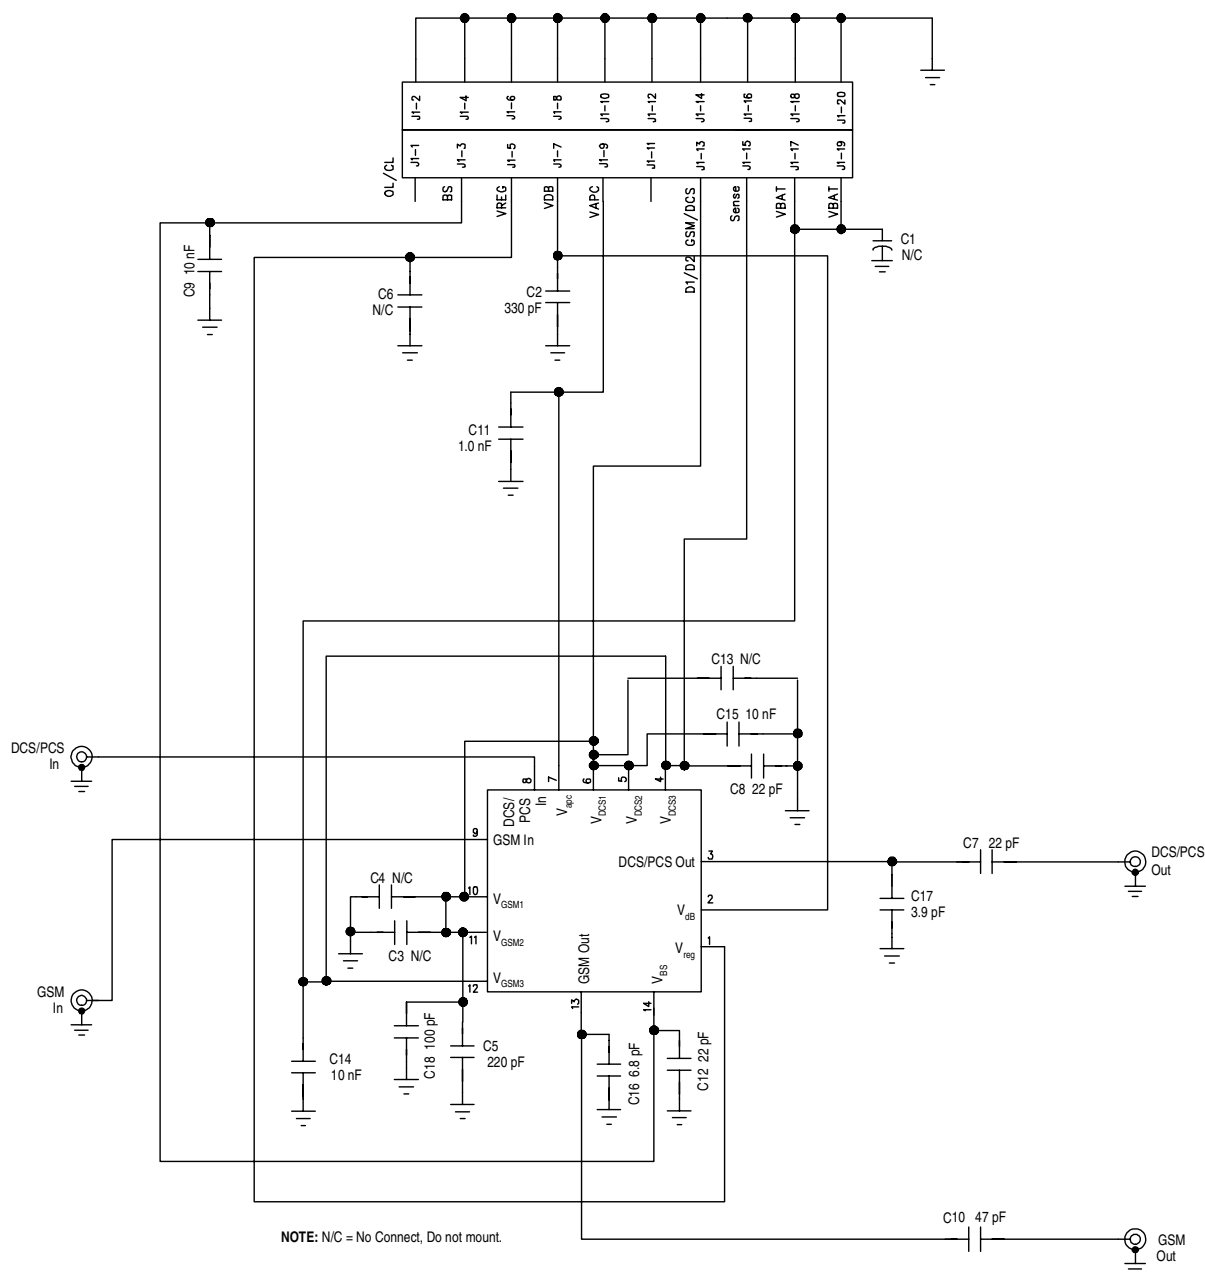 J1-2
J1-4
J1-6
J1-8
J1-10
J1-12
J1-14
J1-16
J1-18
J1-20
J1-1
J1-3
J1-5
J1-7
J1-9
J1-11
J1-13
J1-15
J1-17
J1-19
OL/CL
BS
VREG
VDB
VAPC
D1/D2 GSM/DCS
Sense
VBAT
VBAT
C1
N/C
C9 10 nF
C6
N/C
C2
330 pF
C11
1.0 nF
C13 N/C
C15 10 nF
C8 22 pF
DCS/PCS
In
8
7
6
5
4
DCS/
PCS
In
Vapc
VDCS1
VDCS2
VDCS3
9
GSM In
DCS/PCS Out
3
C7 22 pF
DCS/PCS
Out
C17
3.9 pF
C4 N/C
10
VGSM1
VdB
2
C3 N/C
11
VGSM2
Vreg
1
GSM Out
VBS
VGSM3
12
GSM
In
13
14
C18 100 pF
C5
220 pF
C14
10 nF
C16 6.8 pF
C12 22 pF
C10 47 pF
GSM
Out
NOTE: N/C = No Connect, Do not mount.